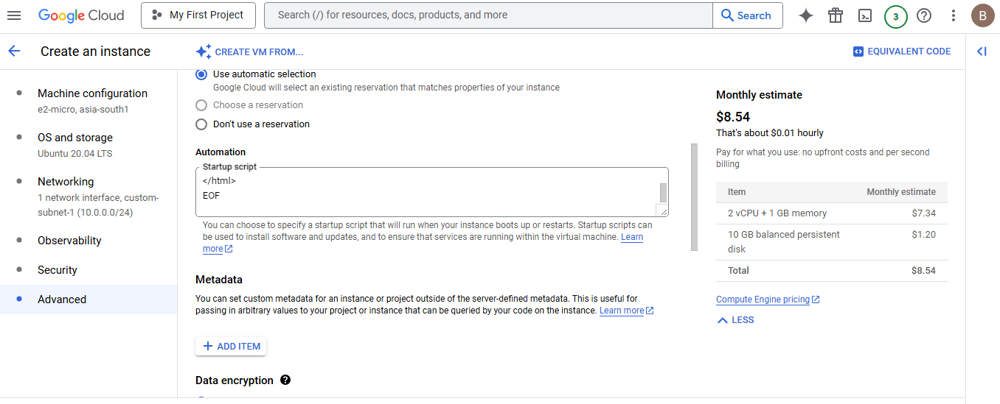 Google Cloud
My First Project
Search (/) for resources, docs, products, and more
Search
3
B
Create an instance
CREATE VM FROM...
EQUIVALENT CODE
Machine configuration
e2-micro, asia-south1
OS and storage
Ubuntu 20.04 LTS
Networking
1 network interface, custom-
subnet-1 (10.0.0.0/24)
Observability
Security
Advanced
Use automatic selection
Google Cloud will select an existing reservation that matches properties of your instance
Choose a reservation
Don't use a reservation
Automation
Startup script
</html>
EOF
You can choose to specify a startup script that will run when your instance boots up or restarts. Startup scripts can
be used to install software and updates, and to ensure that services are running within the virtual machine. Learn
more
Metadata
You can set custom metadata for an instance or project outside of the server-defined metadata. This is useful for
passing in arbitrary values to your project or instance that can be queried by your code on the instance. Learn more
ADD ITEM
Data encryption
Monthly estimate
$8.54
That's about $0.01 hourly
Pay for what you use: no upfront costs and per second
billing
Item Monthly estimate
2 vCPU + 1 GB memory $7.34
10 GB balanced persistent $1.20
disk
Total $8.54
Compute Engine pricing
LESS